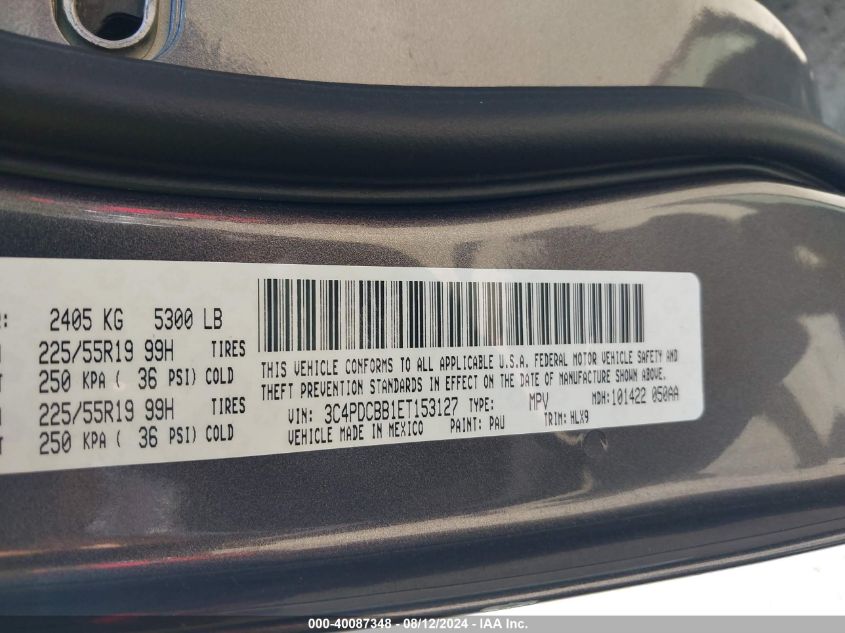 : 2405 KG 5300 LB
225/55R19 99H TIRES
250 KPA ( 36 PSI) COLD
225/55R19 99H TIRES
250 KPA ( 36 PSI) COLD
THIS VEHICLE CONFORMS TO ALL APPLICABLE U.S.A. FEDERAL MOTOR VEHICLE SAFETY AND
THEFT PREVENTION STANDARDS IN EFFECT ON THE DATE OF MANUFACTURE SHOWN ABOVE.
VIN: 3C4PDCBB1ET153127 TYPE: MPV MDH:101422 050AA
VEHICLE MADE IN MEXICO PAINT: PAU TRIM: HLX9
000-40087348 - 08/12/2024 - IAA Inc.